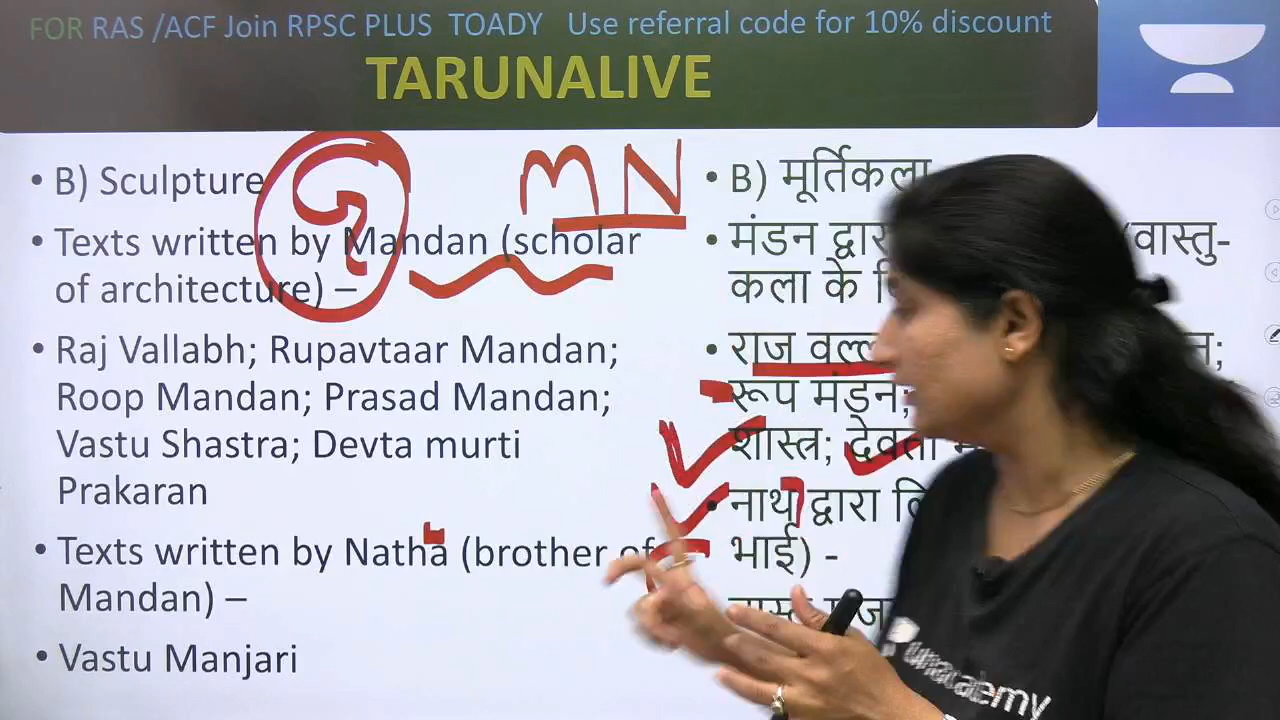 FOR RAS /ACF Join RPSC PLUS TOADY Use referral code for 10% discount
TARUNALIVE
MN
• B) Sculpture
• Texts written by Mandan (scholar
of architecture) –
• Raj Vallabh; Rupavtaar Mandan;
Roop Mandan; Prasad Mandan;
Vastu Shastra; Devta murti
Prakaran
• Texts written by Natha (brother of
Mandan) –
• Vastu Manjari
• B) मूर्तिकला
• मंडन (वास्तु-
कला के
• राज
रूप मंडन;
शास्त्र; देवता
• नाथा द्वारा
भाई) -
unacademy